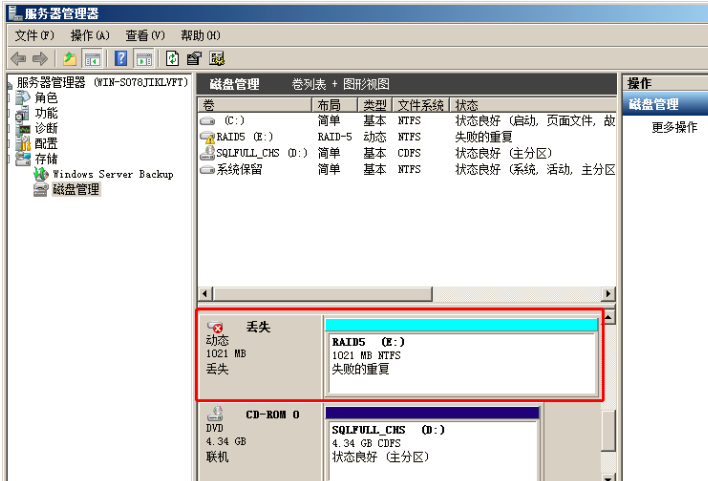 服务器管理器
文件(F) 操作(A) 查看(V) 帮助(H)
服务器管理器 (WIN-S078JTIKLVFT)
角色
功能
诊断
配置
存储
Windows Server Backup
磁盘管理
磁盘管理 卷列表 + 图形视图
卷 布局 类型 文件系统 状态
(C:) 简单 基本 NTFS 状态良好 (启动, 页面文件, 故
RAID5 (E:) RAID-5 动态 NTFS 失败的重复
SQLFULL_CHS (D:) 简单 基本 CDFS 状态良好 (主分区)
系统保留 简单 基本 NTFS 状态良好 (系统, 活动, 主分区
丢失
动态
1021 MB
丢失
RAID5 (E:)
1021 MB NTFS
失败的重复
CD-ROM 0
DVD
4.34 GB
联机
SQLFULL_CHS (D:)
4.34 GB CDFS
状态良好 (主分区)
操作
磁盘管理
更多操作